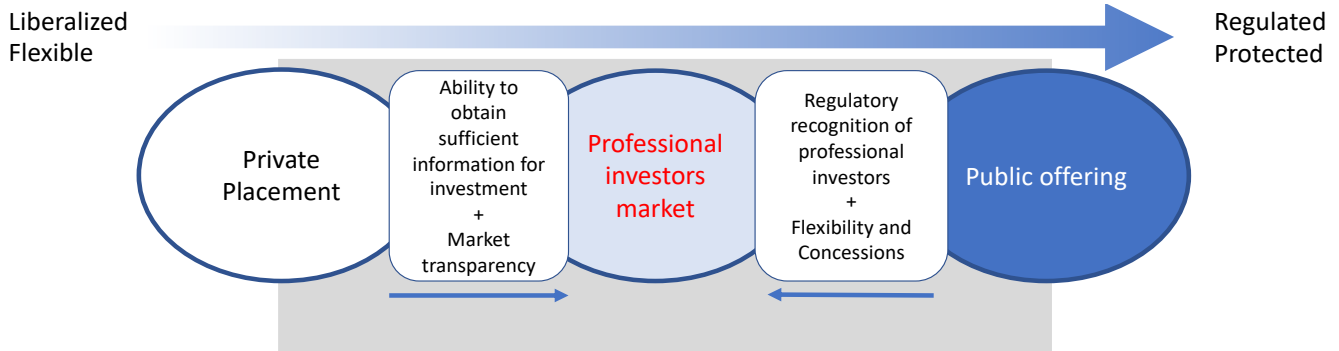 Liberalized
Flexible
Regulated
Protected
Private
Placement
Ability to
obtain
sufficient
information for
investment
+
Market
transparency
Professional
investors
market
Regulatory
recognition of
professional
investors
+
Flexibility and
Concessions
Public offering